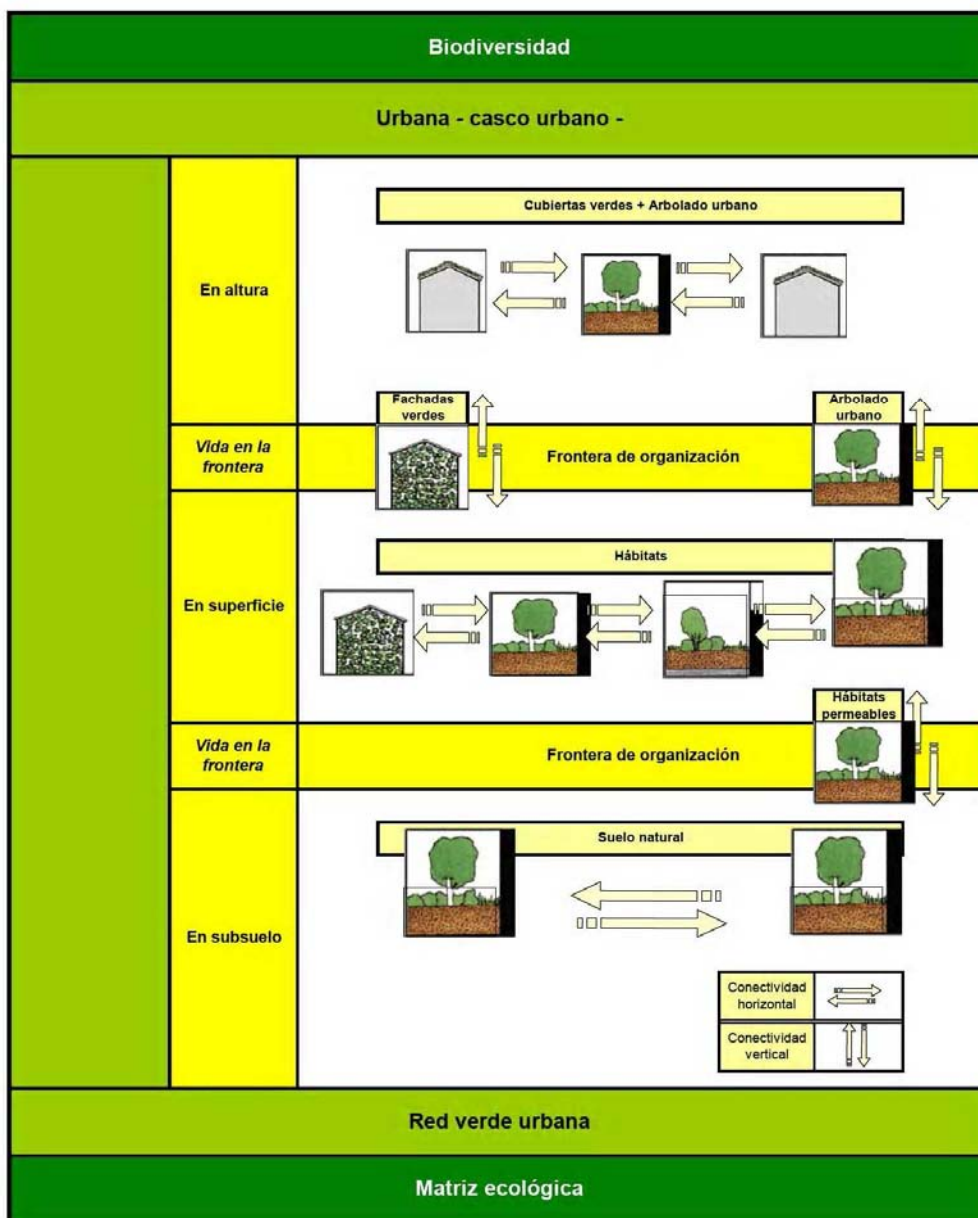 Biodiversidad
Urbana - casco urbano -
Cubiertas verdes + Arbolado urbano
En altura
Fachadas
verdes
Arbolado
urbano
Vida en la
frontera
Frontera de organización
Hábitats
En superficie
Hábitats
permeables
Vida en la
frontera
Frontera de organización
Suelo natural
En subsuelo
Conectividad
horizontal
Conectividad
vertical
Red verde urbana
Matriz ecológica